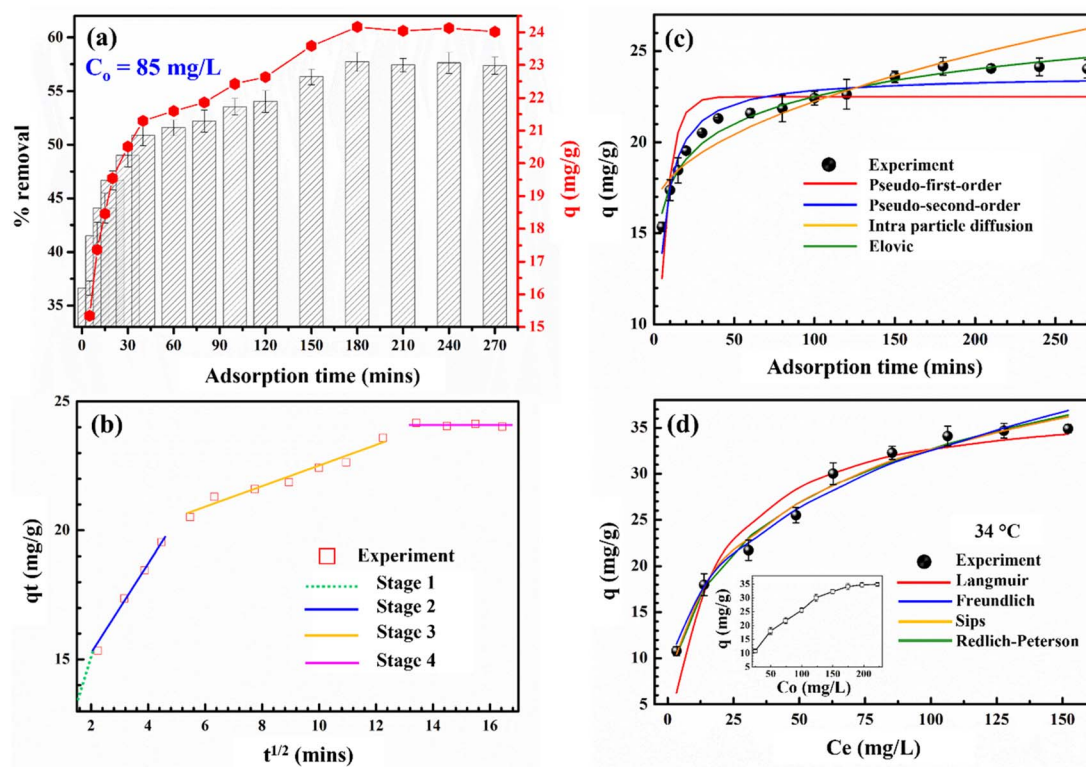 (a)
C₀ = 85 mg/L
% removal
60
55
50
45
40
35
0 30 60 90 120 150 180 210 240 270
Adsorption time (mins)
24
23
22
21
20
19
18
17
16
15
q (mg/g)
(b)
qt (mg/g)
25
20
15
Experiment
Stage 1
Stage 2
Stage 3
Stage 4
2 4 6 8 10 12 14 16
t^1/2 (mins)
(c)
q (mg/g)
25
20
15
10
Experiment
Pseudo-first-order
Pseudo-second-order
Intra particle diffusion
Elovic
0 50 100 150 200 250
Adsorption time (mins)
(d)
q (mg/g)
35
30
25
20
15
10
5
34 °C
Experiment
Langmuir
Freundlich
Sips
Redlich-Peterson
q (mg/g)
35
30
25
20
15
10
5
50 100 150 200
Co (mg/L)
0 25 50 75 100 125 150
Ce (mg/L)